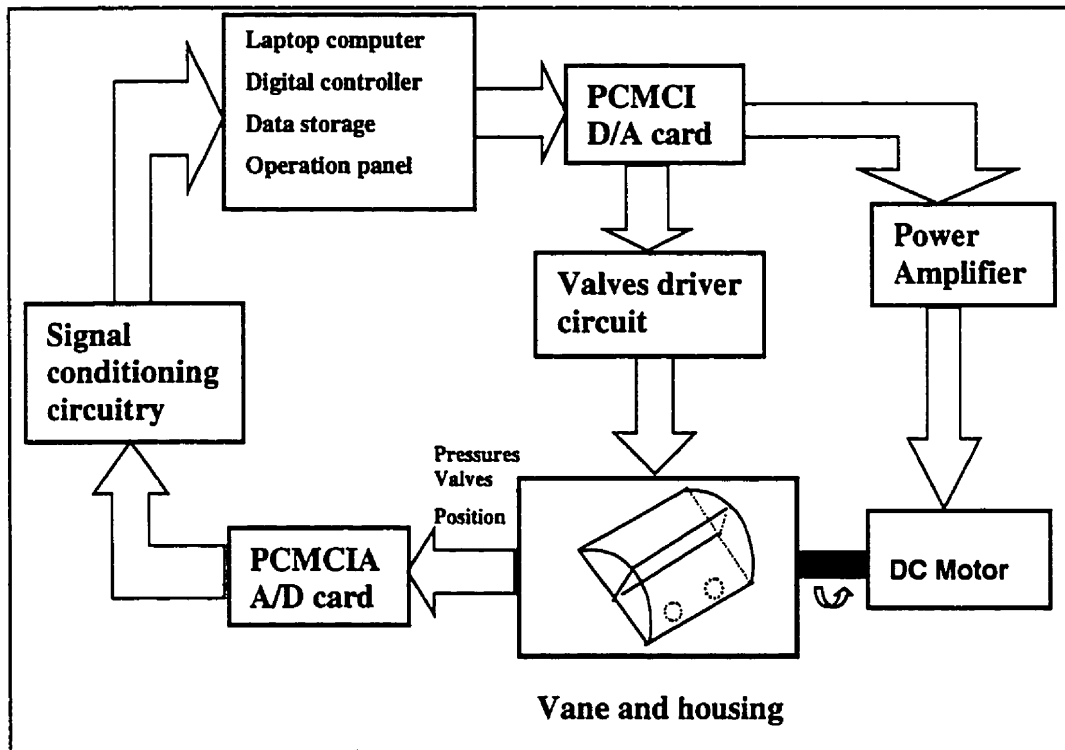 Laptop computer
Digital controller
Data storage
Operation panel
PCMCI
D/A card
Power
Amplifier
Valves driver
circuit
Signal
conditioning
circuitry
Pressures
Valves
Position
PCMCIA
A/D card
DC Motor
Vane and housing